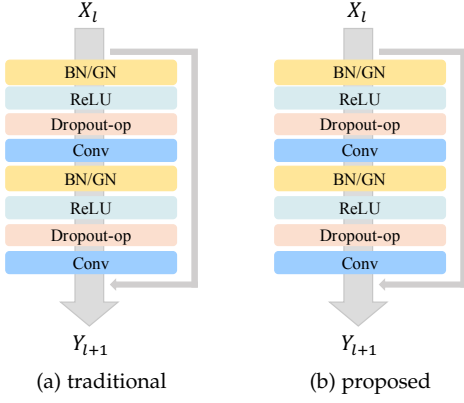 X_l
BN/GN
ReLU
Dropout-op
Conv
BN/GN
ReLU
Dropout-op
Conv
Y_{l+1}
(a) traditional
X_l
BN/GN
ReLU
Dropout-op
Conv
BN/GN
ReLU
Dropout-op
Conv
Y_{l+1}
(b) proposed